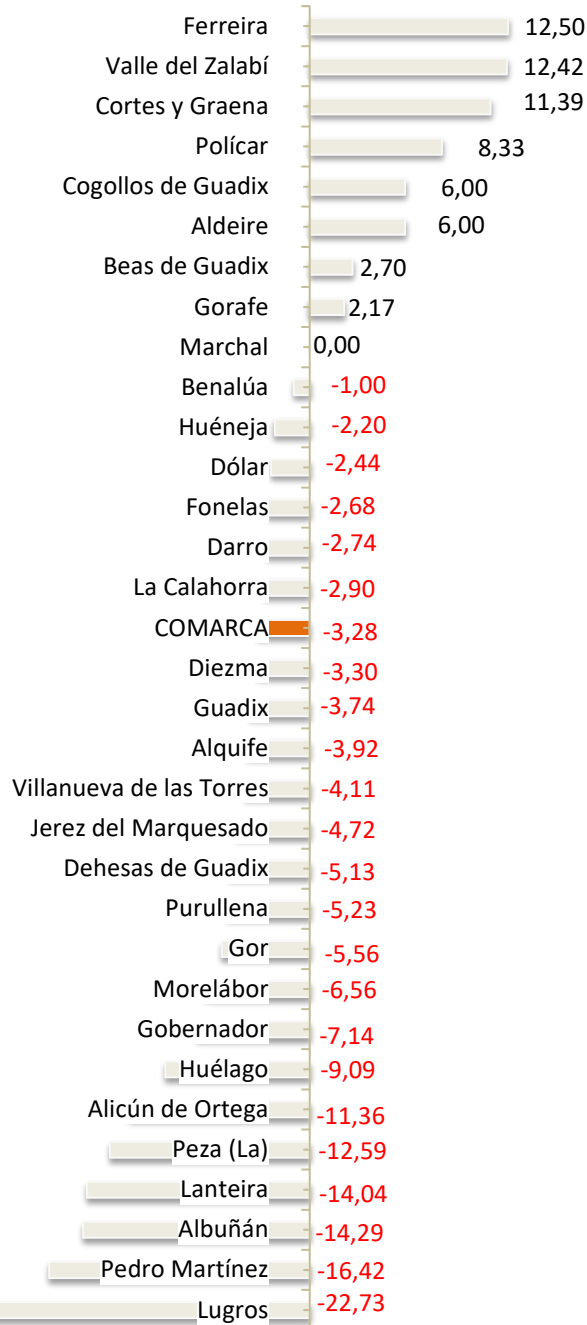 Ferreira 12,50
Valle del Zalabí 12,42
Cortes y Graena 11,39
Polícar 8,33
Cogollos de Guadix 6,00
Aldeire 6,00
Beas de Guadix 2,70
Gorafe 2,17
Marchal 0,00
Benalúa -1,00
Huéneja -2,20
Dólar -2,44
Fonelas -2,68
Darro -2,74
La Calahorra -2,90
COMARCA -3,28
Diezma -3,30
Guadix -3,74
Alquife -3,92
Villanueva de las Torres -4,11
Jerez del Marquesado -4,72
Dehesas de Guadix -5,13
Purullena -5,23
Gor -5,56
Morelábor -6,56
Gobernador -7,14
Huélago -9,09
Alicún de Ortega -11,36
Peza (La) -12,59
Lanteira -14,04
Albuñán -14,29
Pedro Martínez -16,42
Lugros -22,73